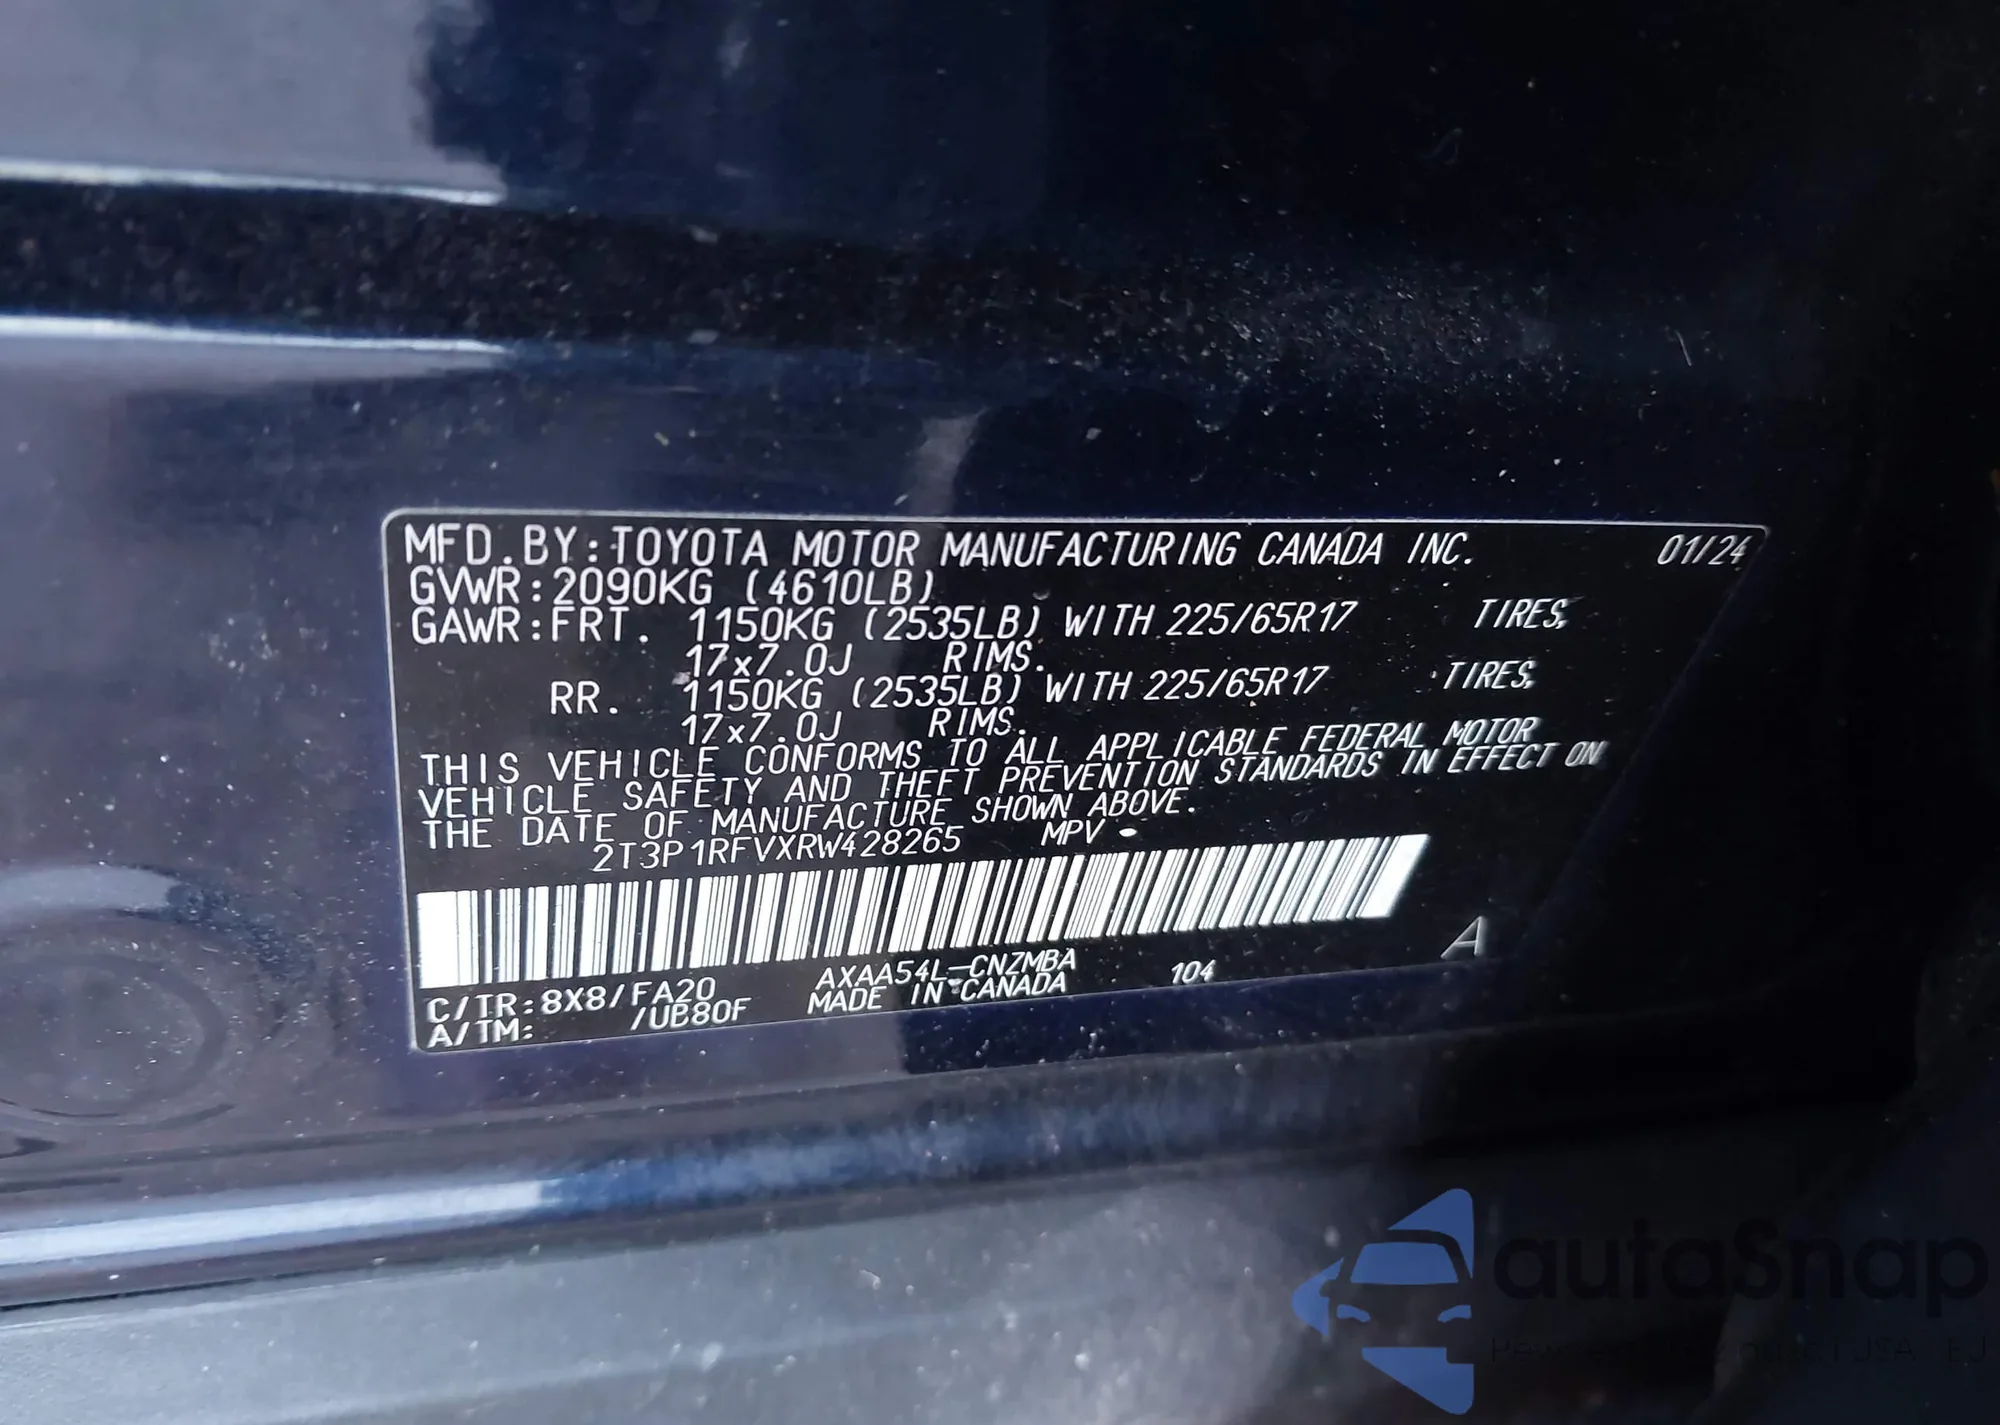 MFD.BY:TOYOTA MOTOR MANUFACTURING CANADA INC. 01/24
GVWR:2090KG (4610LB)
GAWR:FRT. 1150KG (2535LB) WITH 225/65R17 TIRES,
17x7.0J RIMS.
RR. 1150KG (2535LB) WITH 225/65R17 TIRES,
17x7.0J RIMS.
THIS VEHICLE CONFORMS TO ALL APPLICABLE FEDERAL MOTOR
VEHICLE SAFETY AND THEFT PREVENTION STANDARDS IN EFFECT ON
THE DATE OF MANUFACTURE SHOWN ABOVE.
2T3P1RFVXRW428265 MPV
A
C/TR:8X8/FA20 AXAA54L-CNZMBA 104
A/TM: /UB80F MADE IN CANADA
autaSnap